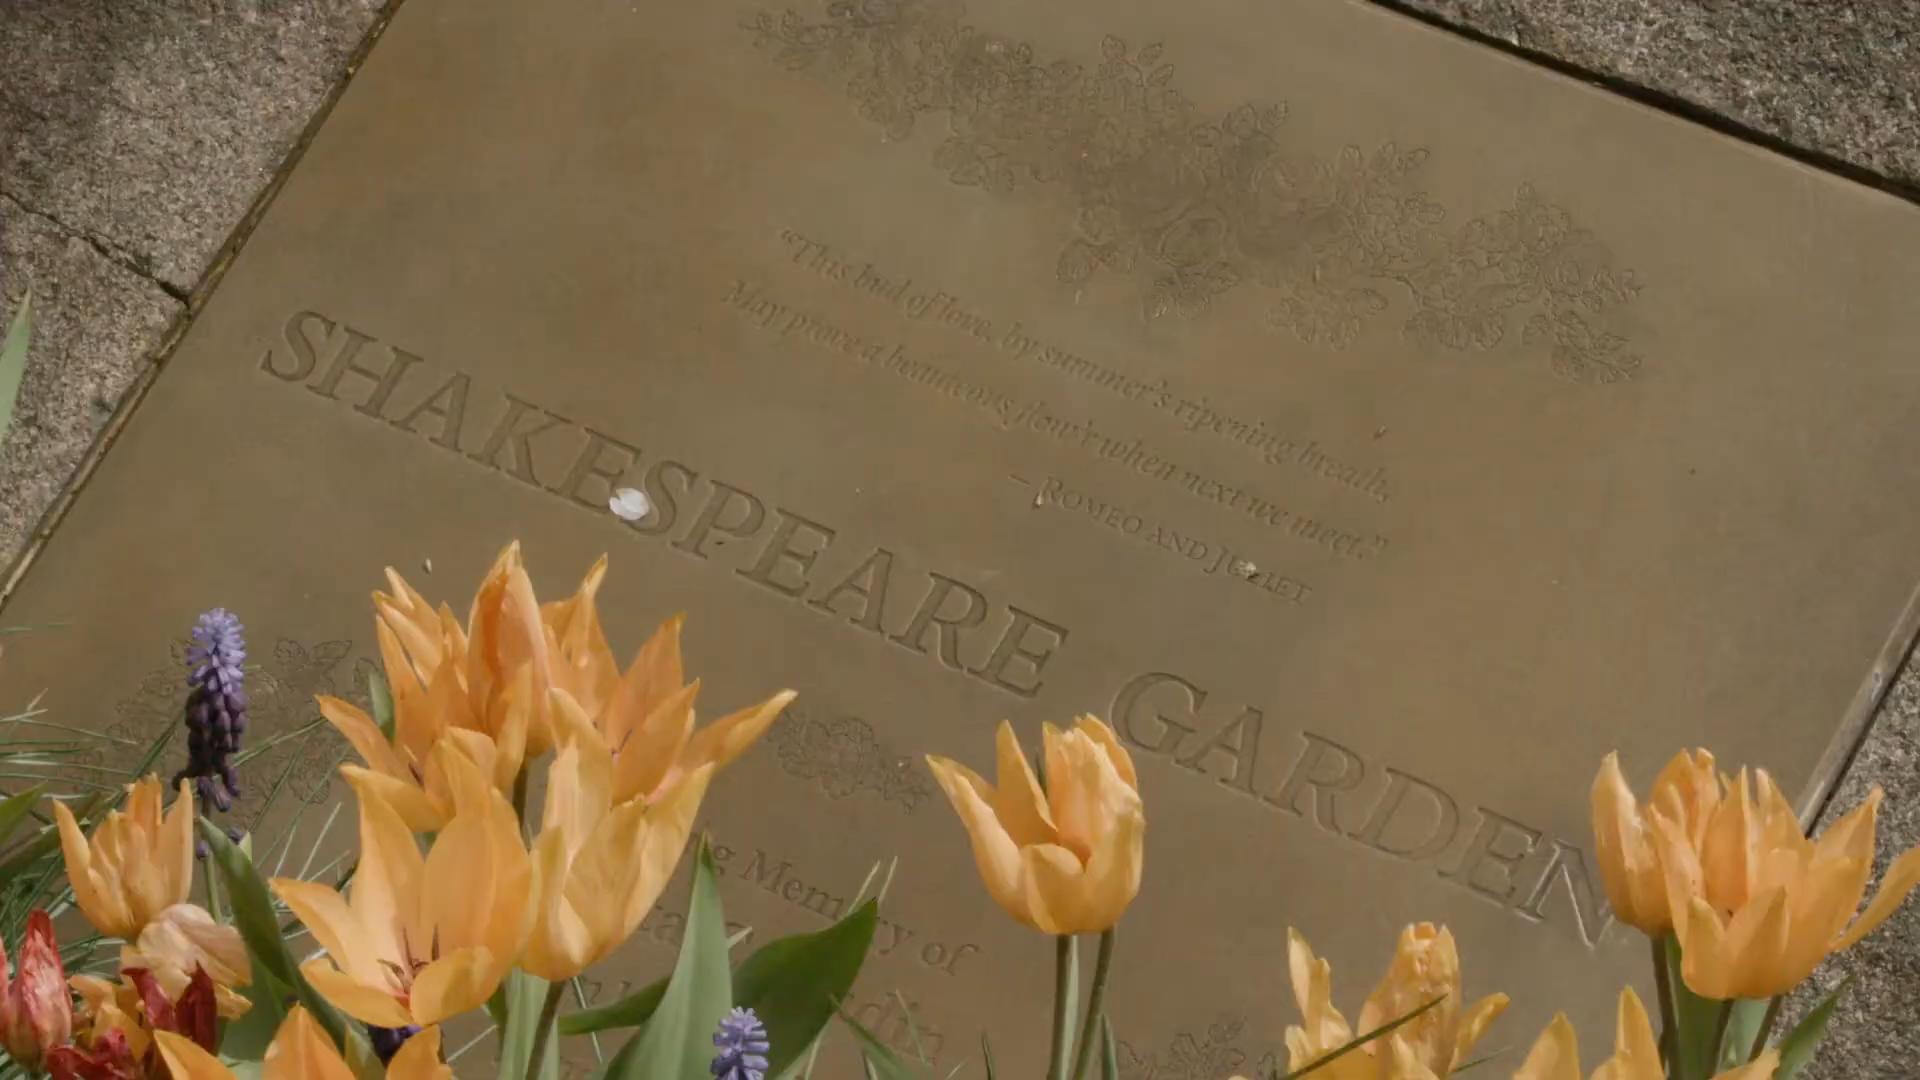 “This bud of love, by summer’s ripening breath,
May prove a beauteous flow’r when next we meet.”
– ROMEO AND JULIET
SHAKESPEARE GARDEN
of